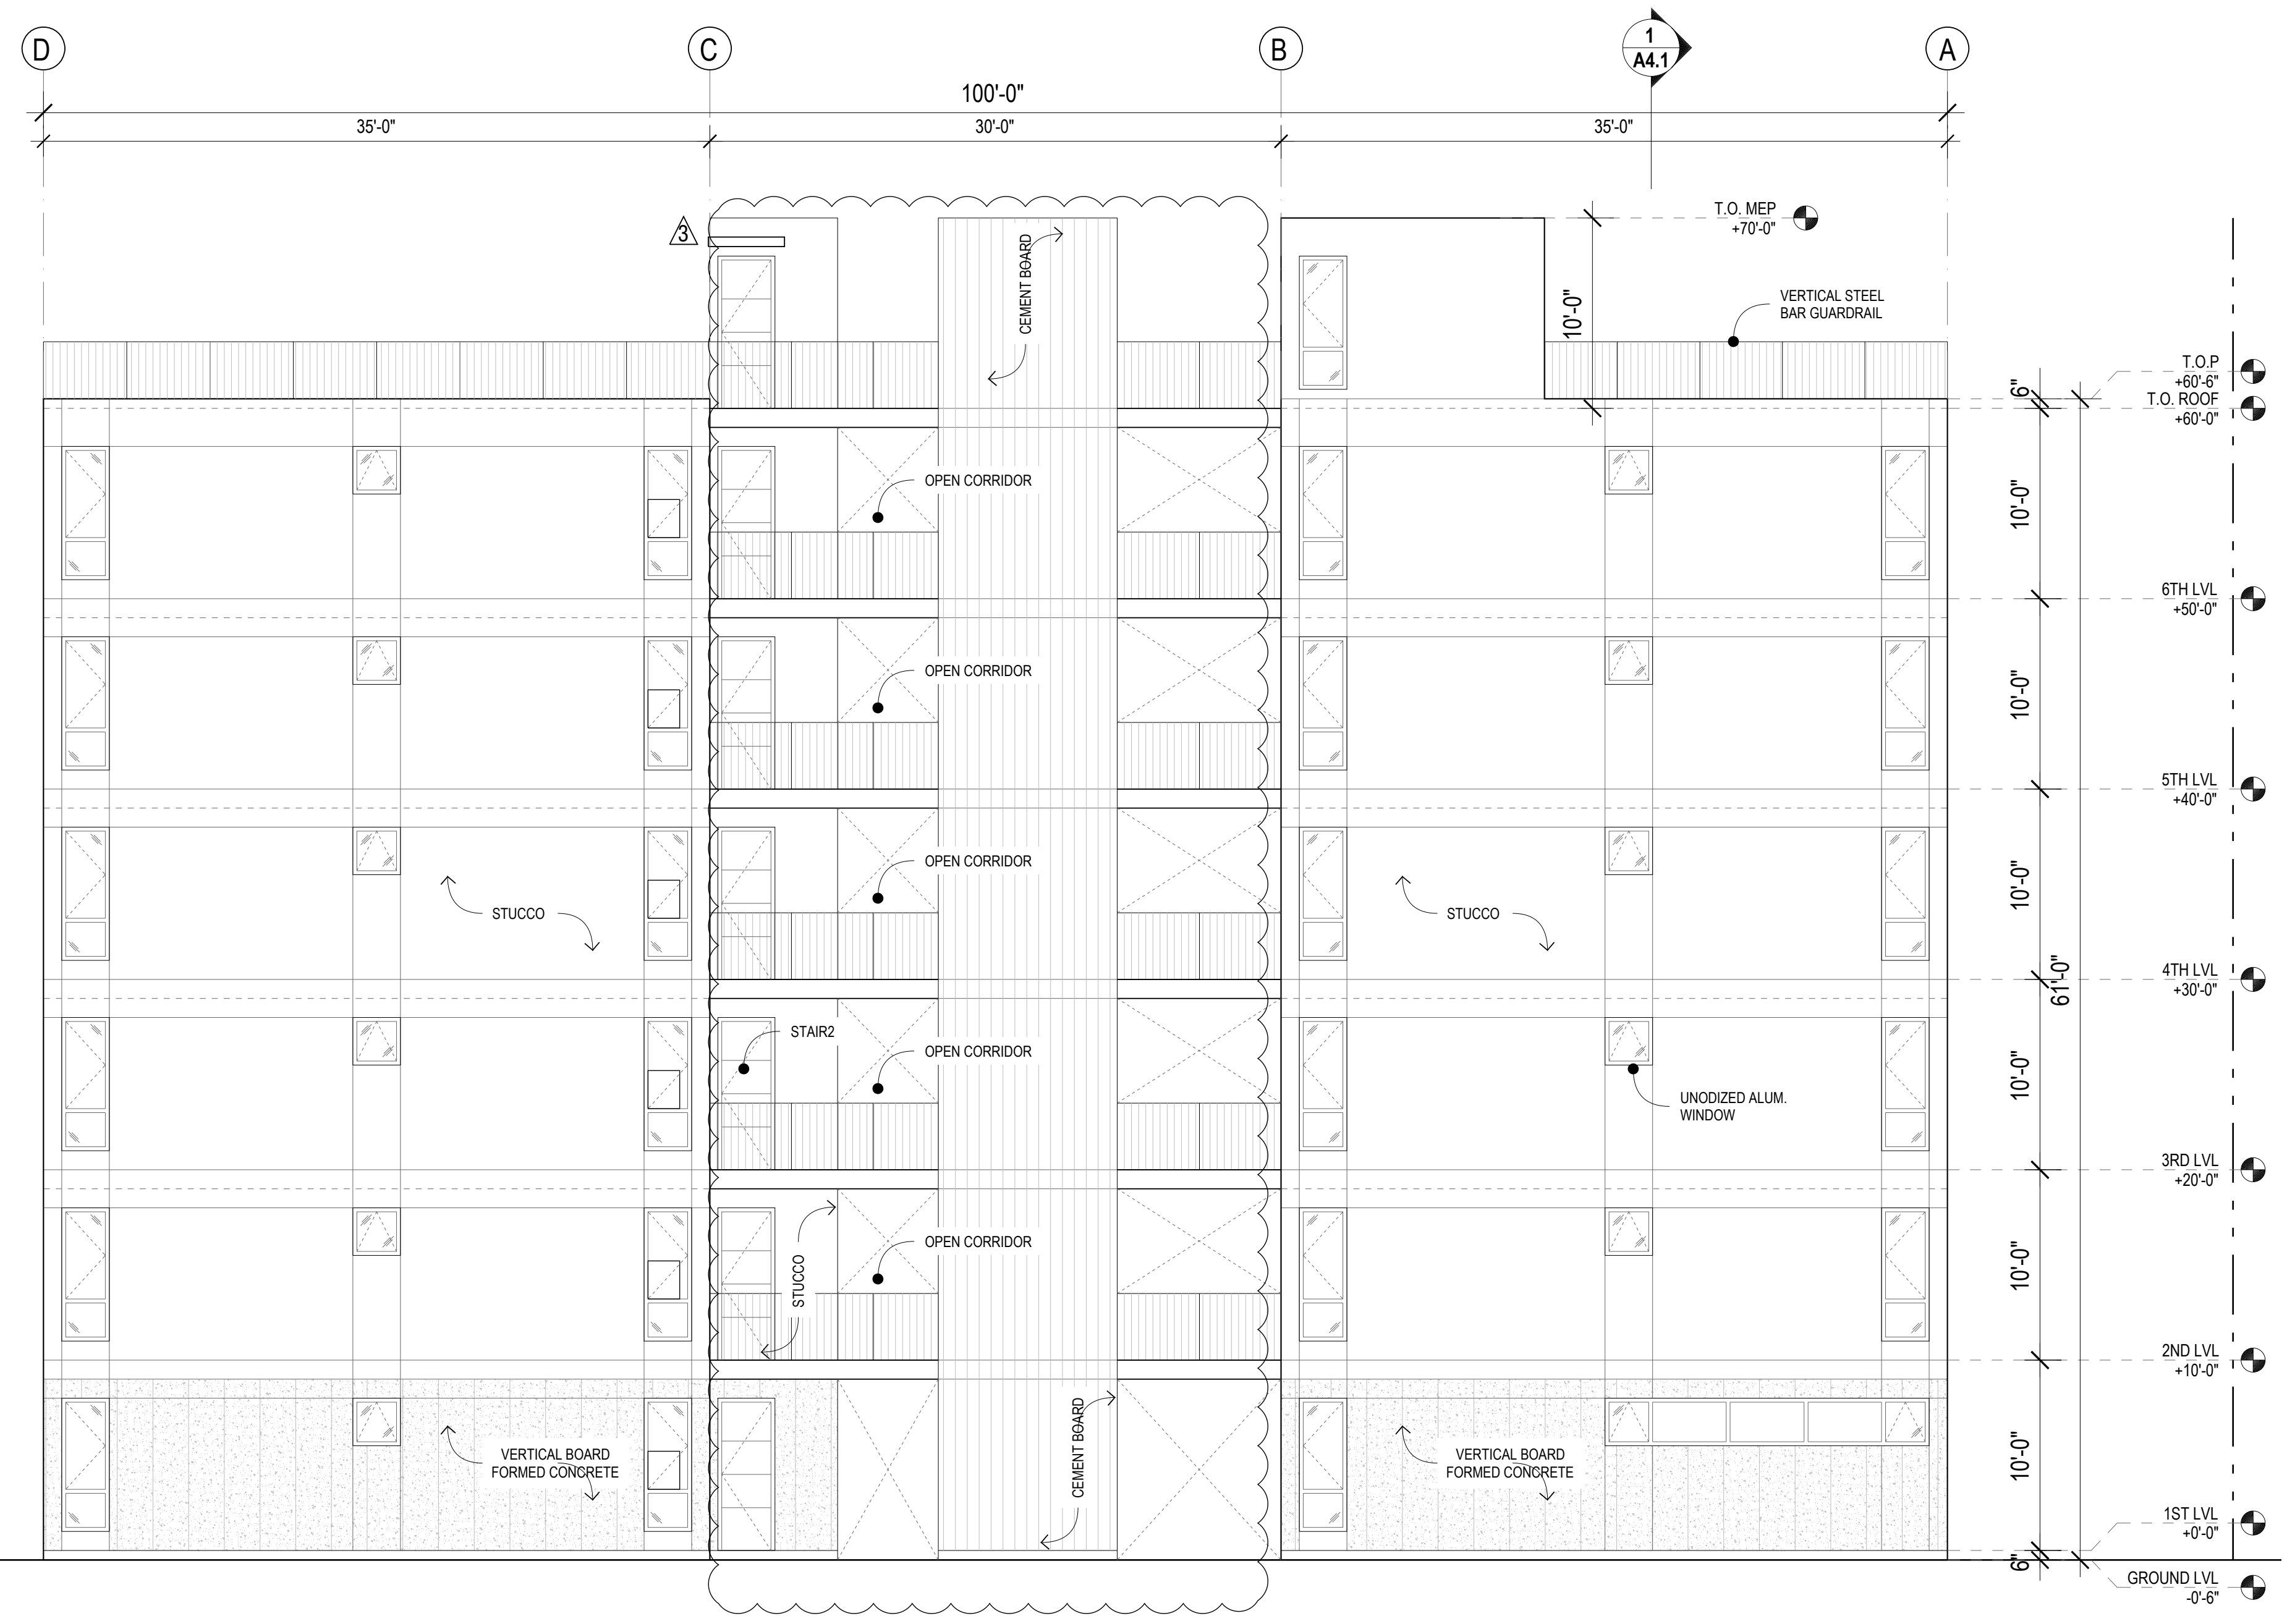 D
C
B
1
A4.1
A
100'-0"
35'-0"
30'-0"
35'-0"
3
CEMENT BOARD
T.O. MEP
+70'-0"
10'-0"
VERTICAL STEEL
BAR GUARDRAIL
T.O.P
+60'-6"
6"
T.O. ROOF
+60'-0"
OPEN CORRIDOR
10'-0"
6TH LVL
+50'-0"
OPEN CORRIDOR
10'-0"
5TH LVL
+40'-0"
OPEN CORRIDOR
STUCCO
STUCCO
10'-0"
4TH LVL
+30'-0"
61'-0"
STAIR2
OPEN CORRIDOR
10'-0"
UNODIZED ALUM.
WINDOW
3RD LVL
+20'-0"
OPEN CORRIDOR
STUCCO
10'-0"
2ND LVL
+10'-0"
CEMENT BOARD
VERTICAL BOARD
FORMED CONCRETE
VERTICAL BOARD
FORMED CONCRETE
10'-0"
1ST LVL
+0'-0"
6"
GROUND LVL
-0'-6"